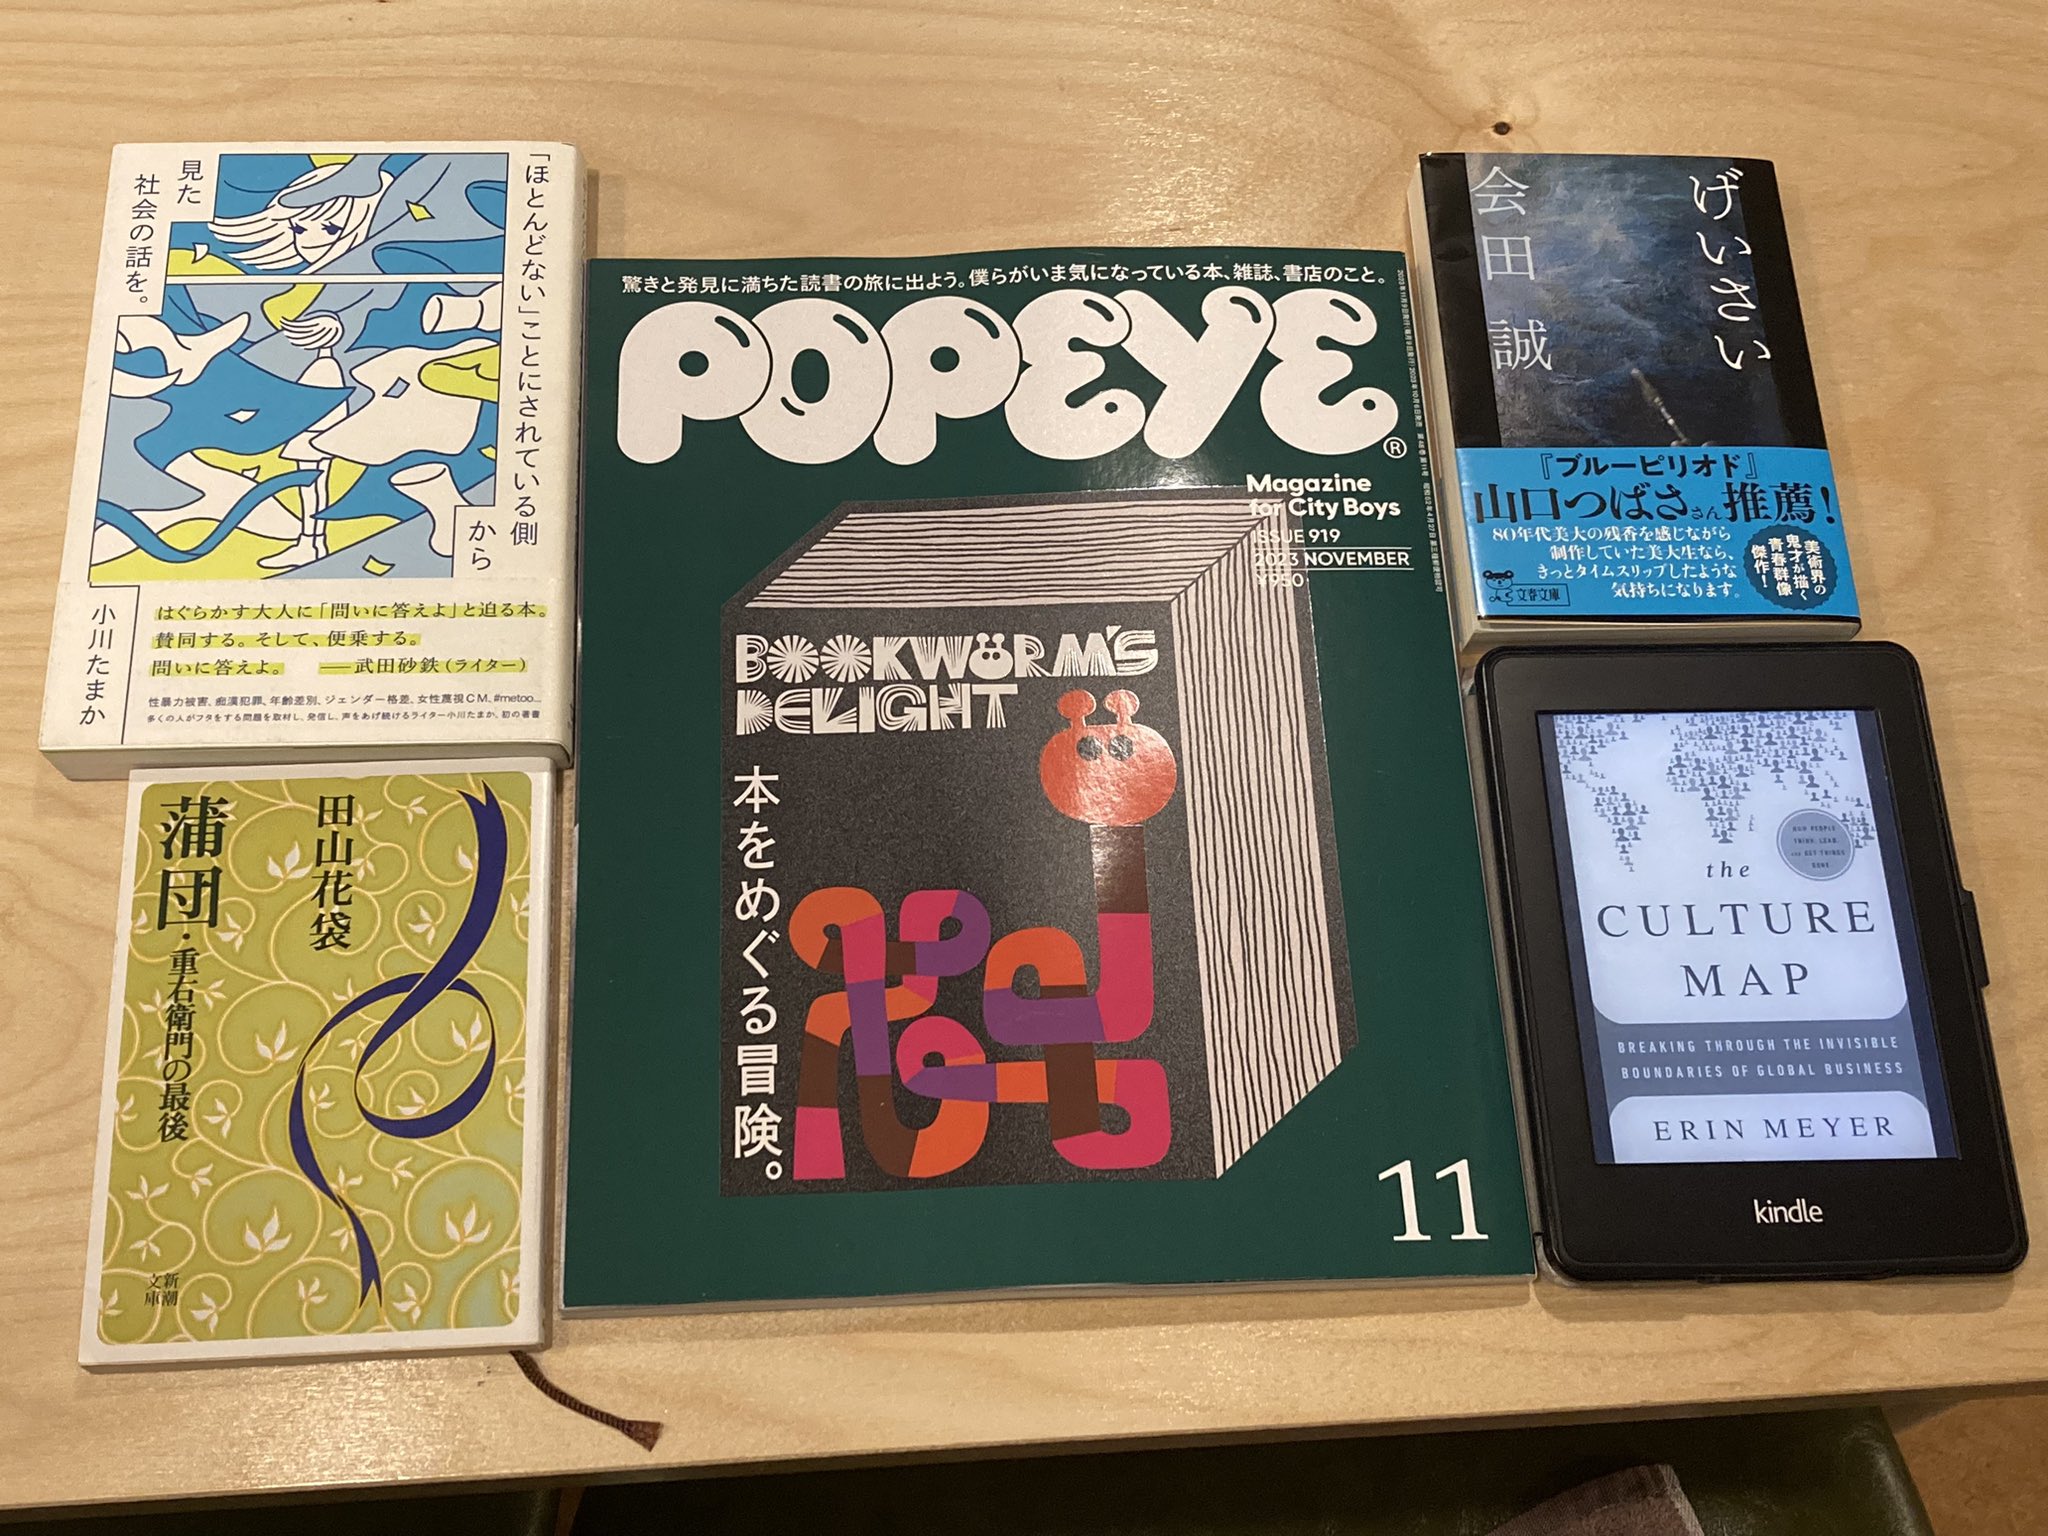 「ほとんどない」ことにされている側
から
見た
社会の話を。
小川たまか
はぐらかす大人に「問いに答えよ」と迫る本。
賛同する。そして、便乗する。
問いに答えよ。 ──武田砂鉄(ライター)
性暴力被害、痴漢犯罪、年齢差別、ジェンダー格差、女性蔑視CM、#metoo...
多くの人がフタをする問題を取材し、発信し、声をあげ続けるライター小川たまか、初の著書
田山花袋
蒲団・重右衛門の最後
新潮
文庫
驚きと発見に満ちた読書の旅に出よう。僕らがいま気になっている本、雑誌、書店のこと。
POPEYE®
Magazine
for City Boys
ISSUE 919
2023 NOVEMBER
¥950
BOOKWORM'S
DELIGHT
本をめぐる冒険。
11
げいさい
会田 誠
『ブルーピリオド』
山口つばささん推薦!
80年代美大の残香を感じながら
制作していた美大生なら、
きっとタイムスリップしたような
気持ちになります。
美術界の
鬼才が描く
青春群像
傑作!
文春文庫
HOW PEOPLE
THINK, LEAD,
AND GET THINGS
DONE
the
CULTURE
MAP
BREAKING THROUGH THE INVISIBLE
BOUNDARIES OF GLOBAL BUSINESS
ERIN MEYER
kindle